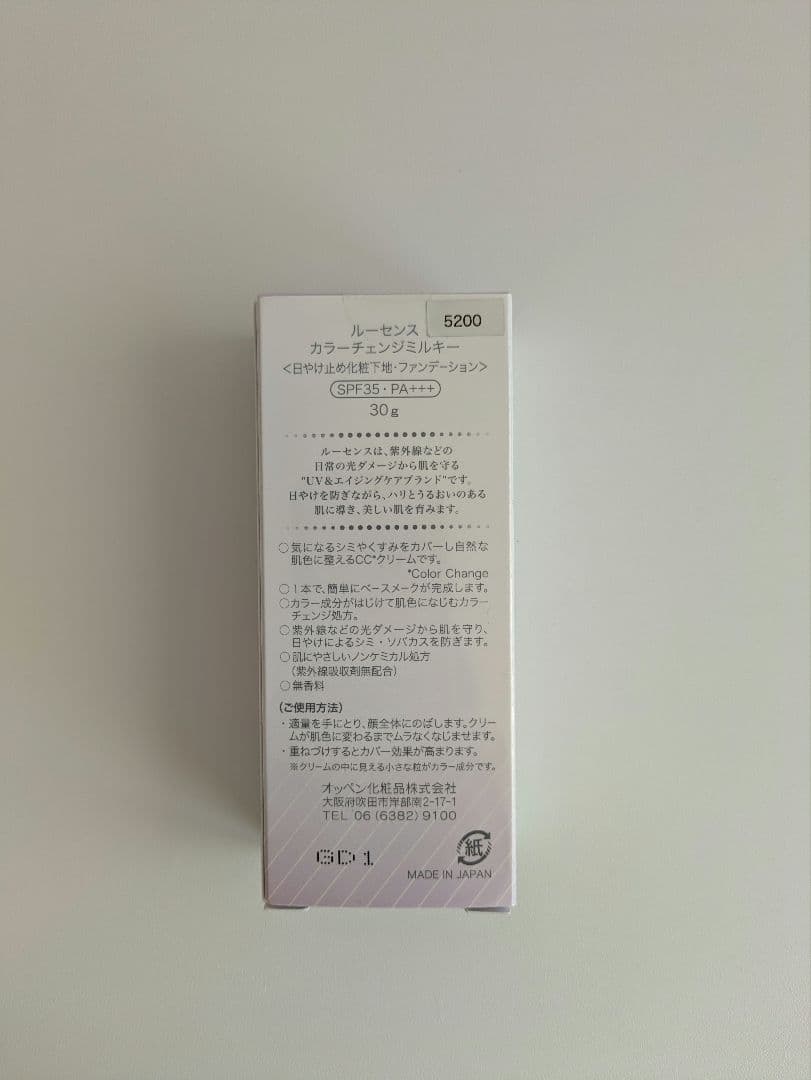 5200
ルーセンス
カラーチェンジミルキー
＜日やけ止め化粧下地・ファンデーション＞
SPF35・PA+++
30g
ルーセンスは、紫外線などの
日常の光ダメージから肌を守る
"UV＆エイジングケアブランド"です。
日やけを防ぎながら、ハリとうるおいのある
肌に導き、美しい肌を育みます。
○気になるシミやくすみをカバーし自然な
肌色に整えるCC*クリームです。
*Color Change
○1本で、簡単にベースメークが完成します。
○カラー成分がはじけて肌色になじむカラー
チェンジ処方。
○紫外線などの光ダメージから肌を守り、
日やけによるシミ・ソバカスを防ぎます。
○肌にやさしいノンケミカル処方
（紫外線吸収剤無配合）
○無香料
（ご使用方法）
・適量を手にとり、顔全体にのばします。クリー
ムが肌色に変わるまでムラなくなじませます。
・重ねづけするとカバー効果が高まります。
※クリームの中に見える小さな粒がカラー成分です。
オッペン化粧品株式会社
大阪府吹田市岸部南2-17-1
TEL 06 (6382) 9100
GD1
紙
MADE IN JAPAN